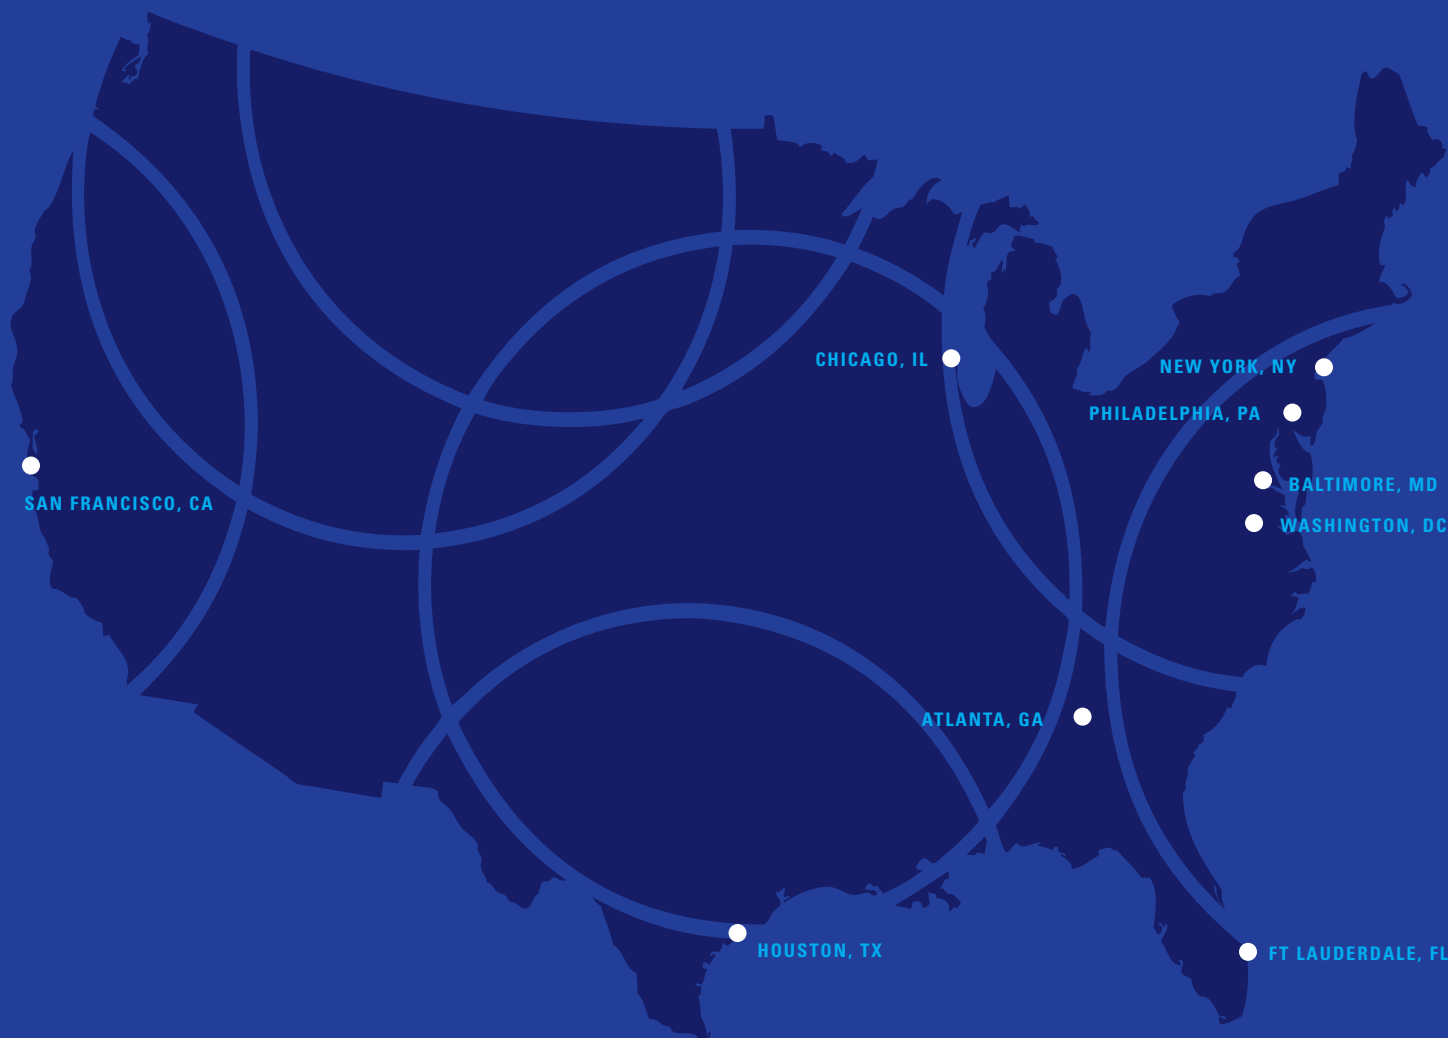 CHICAGO, IL
NEW YORK, NY
PHILADELPHIA, PA
BALTIMORE, MD
SAN FRANCISCO, CA
WASHINGTON, DC
ATLANTA, GA
HOUSTON, TX
FT LAUDERDALE, FL